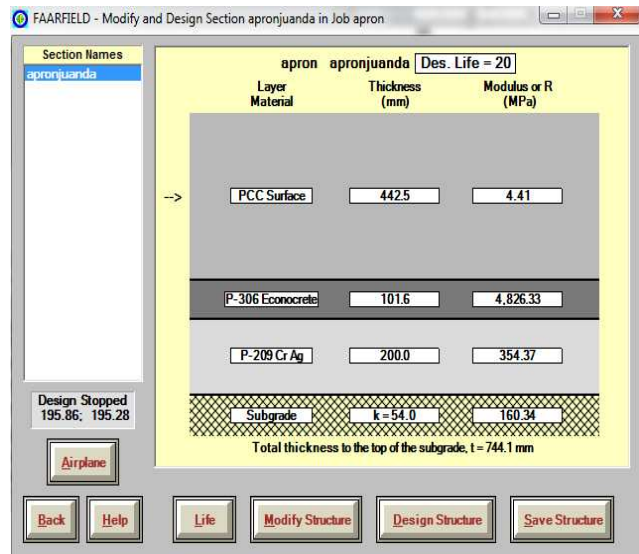 FAARFIELD - Modify and Design Section apronjuanda in Job apron
Section Names
apronjuanda
apron apronjuanda Des. Life = 20
Layer Material Thickness (mm) Modulus or R (MPa)
--> PCC Surface 442.5 4.41
P-306 Econocrete 101.6 4,826.33
P-209 Cr Ag 200.0 354.37
Subgrade k = 54.0 160.34
Total thickness to the top of the subgrade, t = 744.1 mm
Design Stopped
195.86; 195.28
Airplane
Back Help Life Modify Structure Design Structure Save Structure